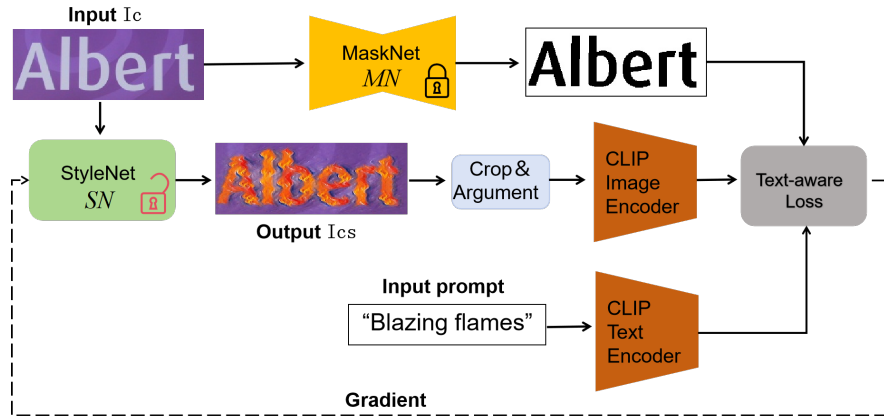 Input Ic
Albert
MaskNet
MN
Albert
StyleNet
SN
Albert
Output Ics
Crop &
Argument
CLIP
Image
Encoder
Text-aware
Loss
Input prompt
“Blazing flames”
CLIP
Text
Encoder
Gradient